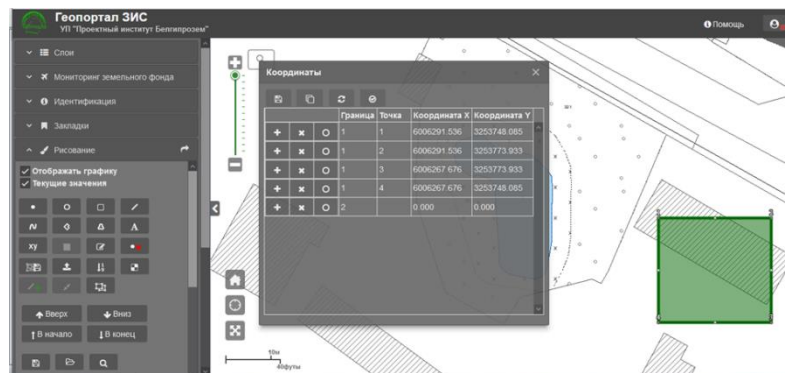 Геопортал ЗИС
УП "Проектный институт Белгипрозем"
Помощь
Слои
Мониторинг земельного фонда
Идентификация
Закладки
Рисование
Отображать графику
Текущие значения
xy
A
Вверх
Вниз
В начало
В конец
Координаты
Граница Точка Координата X Координата Y
1 1 6006291.536 3253748.085
1 2 6006291.536 3253773.933
1 3 6006267.676 3253773.933
1 4 6006267.676 3253748.085
2 0.000 0.000
10м
40футы